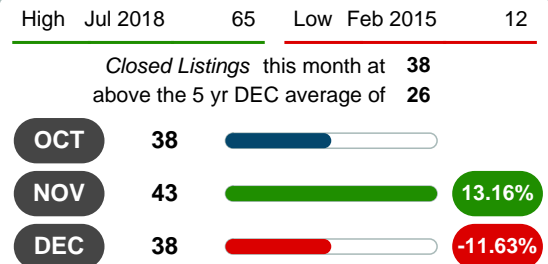 High Jul 2018 65 Low Feb 2015 12
Closed Listings this month at 38
above the 5 yr DEC average of 26
OCT 38
NOV 43 13.16%
DEC 38 -11.63%